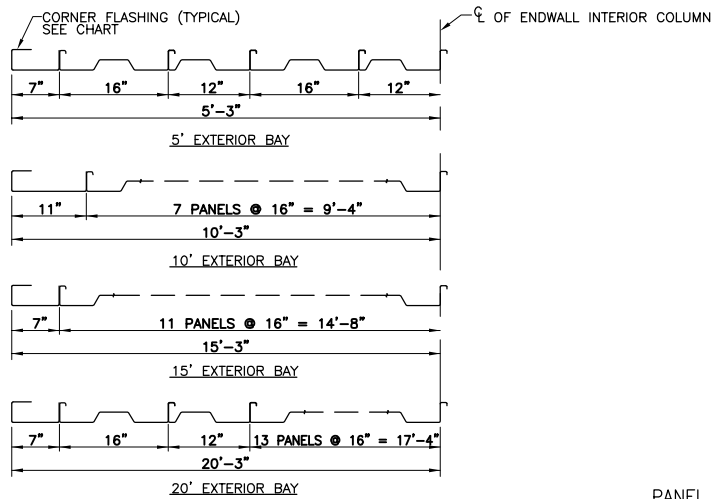 CORNER FLASHING (TYPICAL)
SEE CHART
℄ OF ENDWALL INTERIOR COLUMN
7" 16" 12" 16" 12"
5'-3"
5' EXTERIOR BAY
11" 7 PANELS @ 16" = 9'-4"
10'-3"
10' EXTERIOR BAY
7" 11 PANELS @ 16" = 14'-8"
15'-3"
15' EXTERIOR BAY
7" 16" 12" 13 PANELS @ 16" = 17'-4"
20'-3"
20' EXTERIOR BAY
PANEL